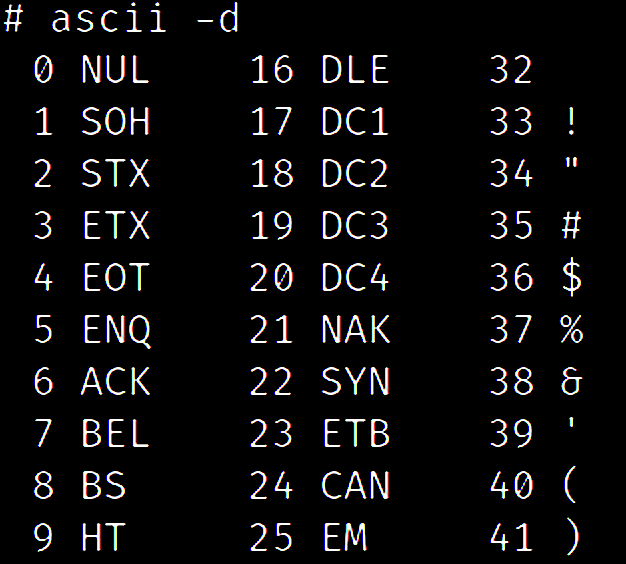 # ascii -d
0 NUL 16 DLE 32
1 SOH 17 DC1 33 !
2 STX 18 DC2 34 "
3 ETX 19 DC3 35 #
4 EOT 20 DC4 36 $
5 ENQ 21 NAK 37 %
6 ACK 22 SYN 38 &
7 BEL 23 ETB 39 '
8 BS 24 CAN 40 (
9 HT 25 EM 41 )